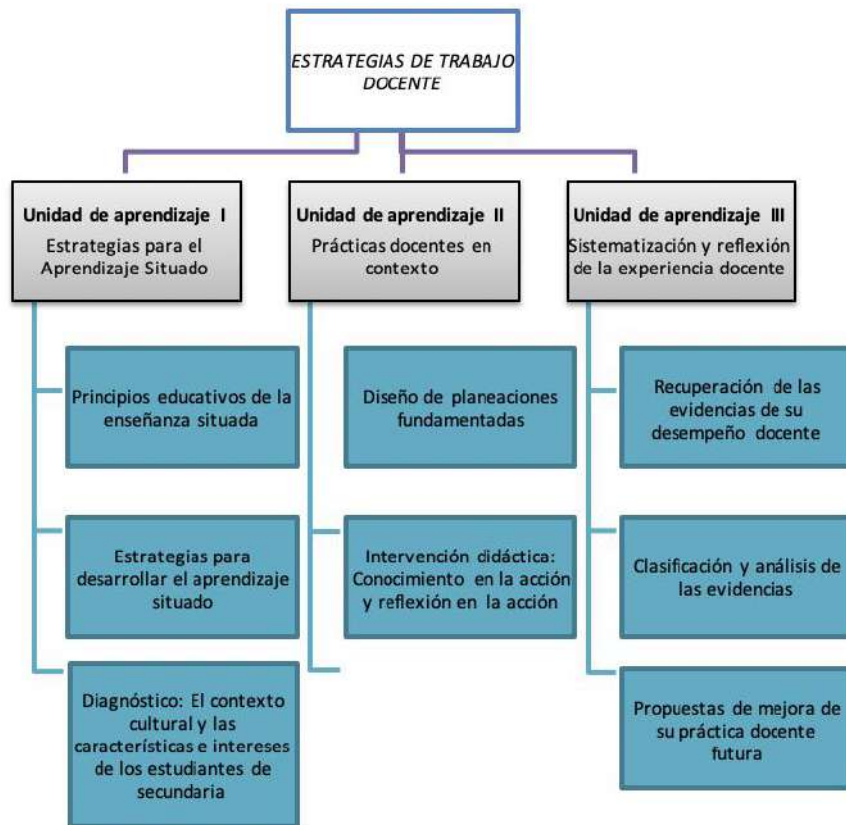 ESTRATEGIAS DE TRABAJO
DOCENTE
Unidad de aprendizaje I
Estrategias para el
Aprendizaje Situado
Principios educativos de la
enseñanza situada
Estrategias para
desarrollar el aprendizaje
situado
Diagnóstico: El contexto
cultural y las
características e intereses
de los estudiantes de
secundaria
Unidad de aprendizaje II
Prácticas docentes en
contexto
Diseño de planeaciones
fundamentadas
Intervención didáctica:
Conocimiento en la acción
y reflexión en la acción
Unidad de aprendizaje III
Sistematización y reflexión
de la experiencia docente
Recuperación de las
evidencias de su
desempeño docente
Clasificación y análisis de
las evidencias
Propuestas de mejora de
su práctica docente
futura